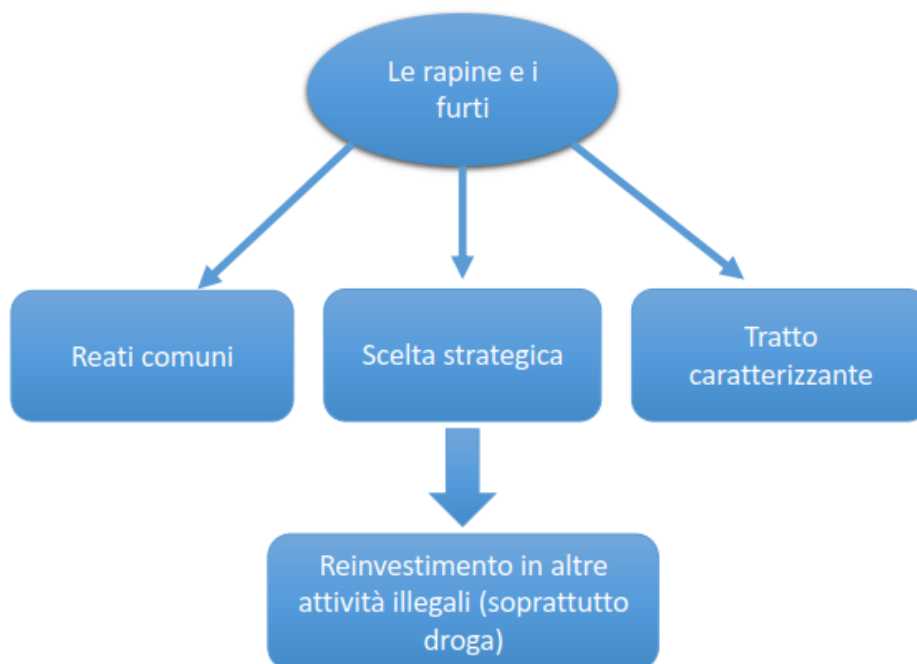 Le rapine e i
furti
Reati comuni
Scelta strategica
Tratto
caratterizzante
Reinvestimento in altre
attività illegali (soprattutto
droga)